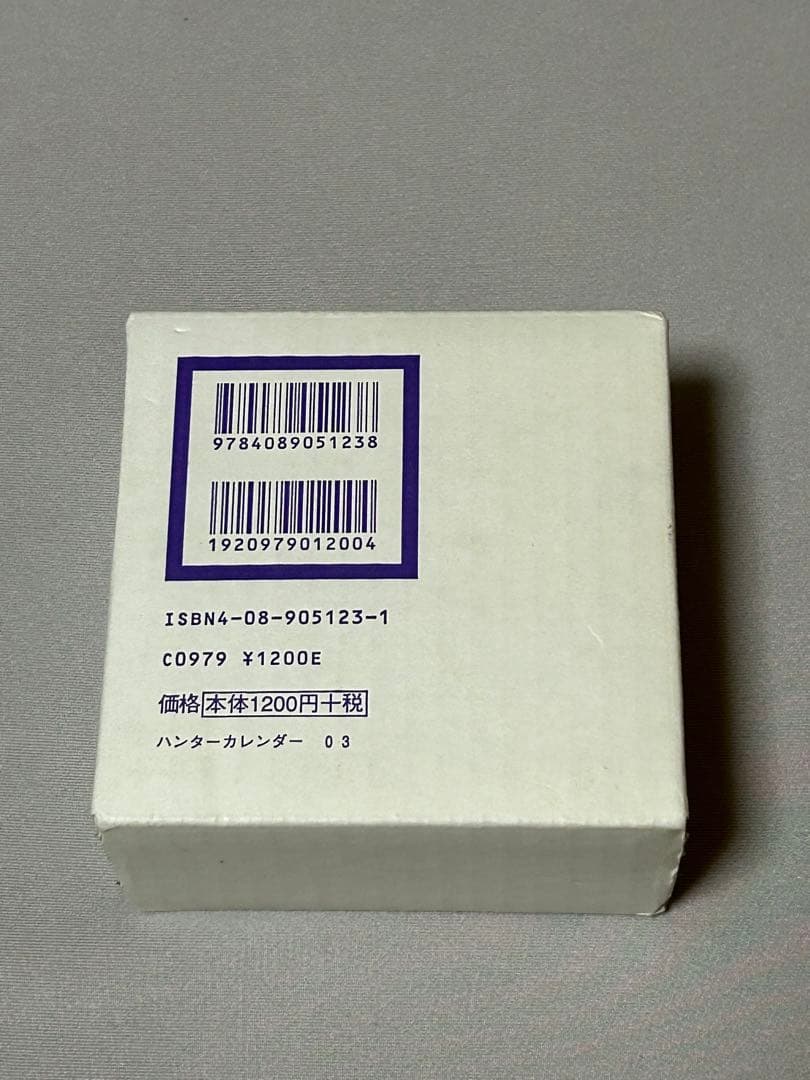 9784089051238
1920979012004
ISBN4-08-905123-1
C0979 ¥1200E
価格 本体1200円+税
ハンターカレンダー 03